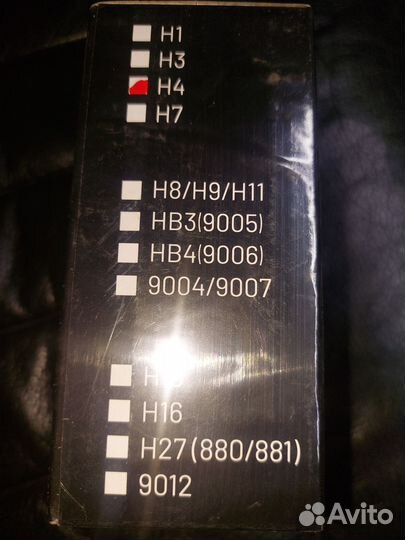 H1
H3
H4
H7
H8/H9/H11
HB3(9005)
HB4(9006)
9004/9007
H16
H27(880/881)
9012
Avito